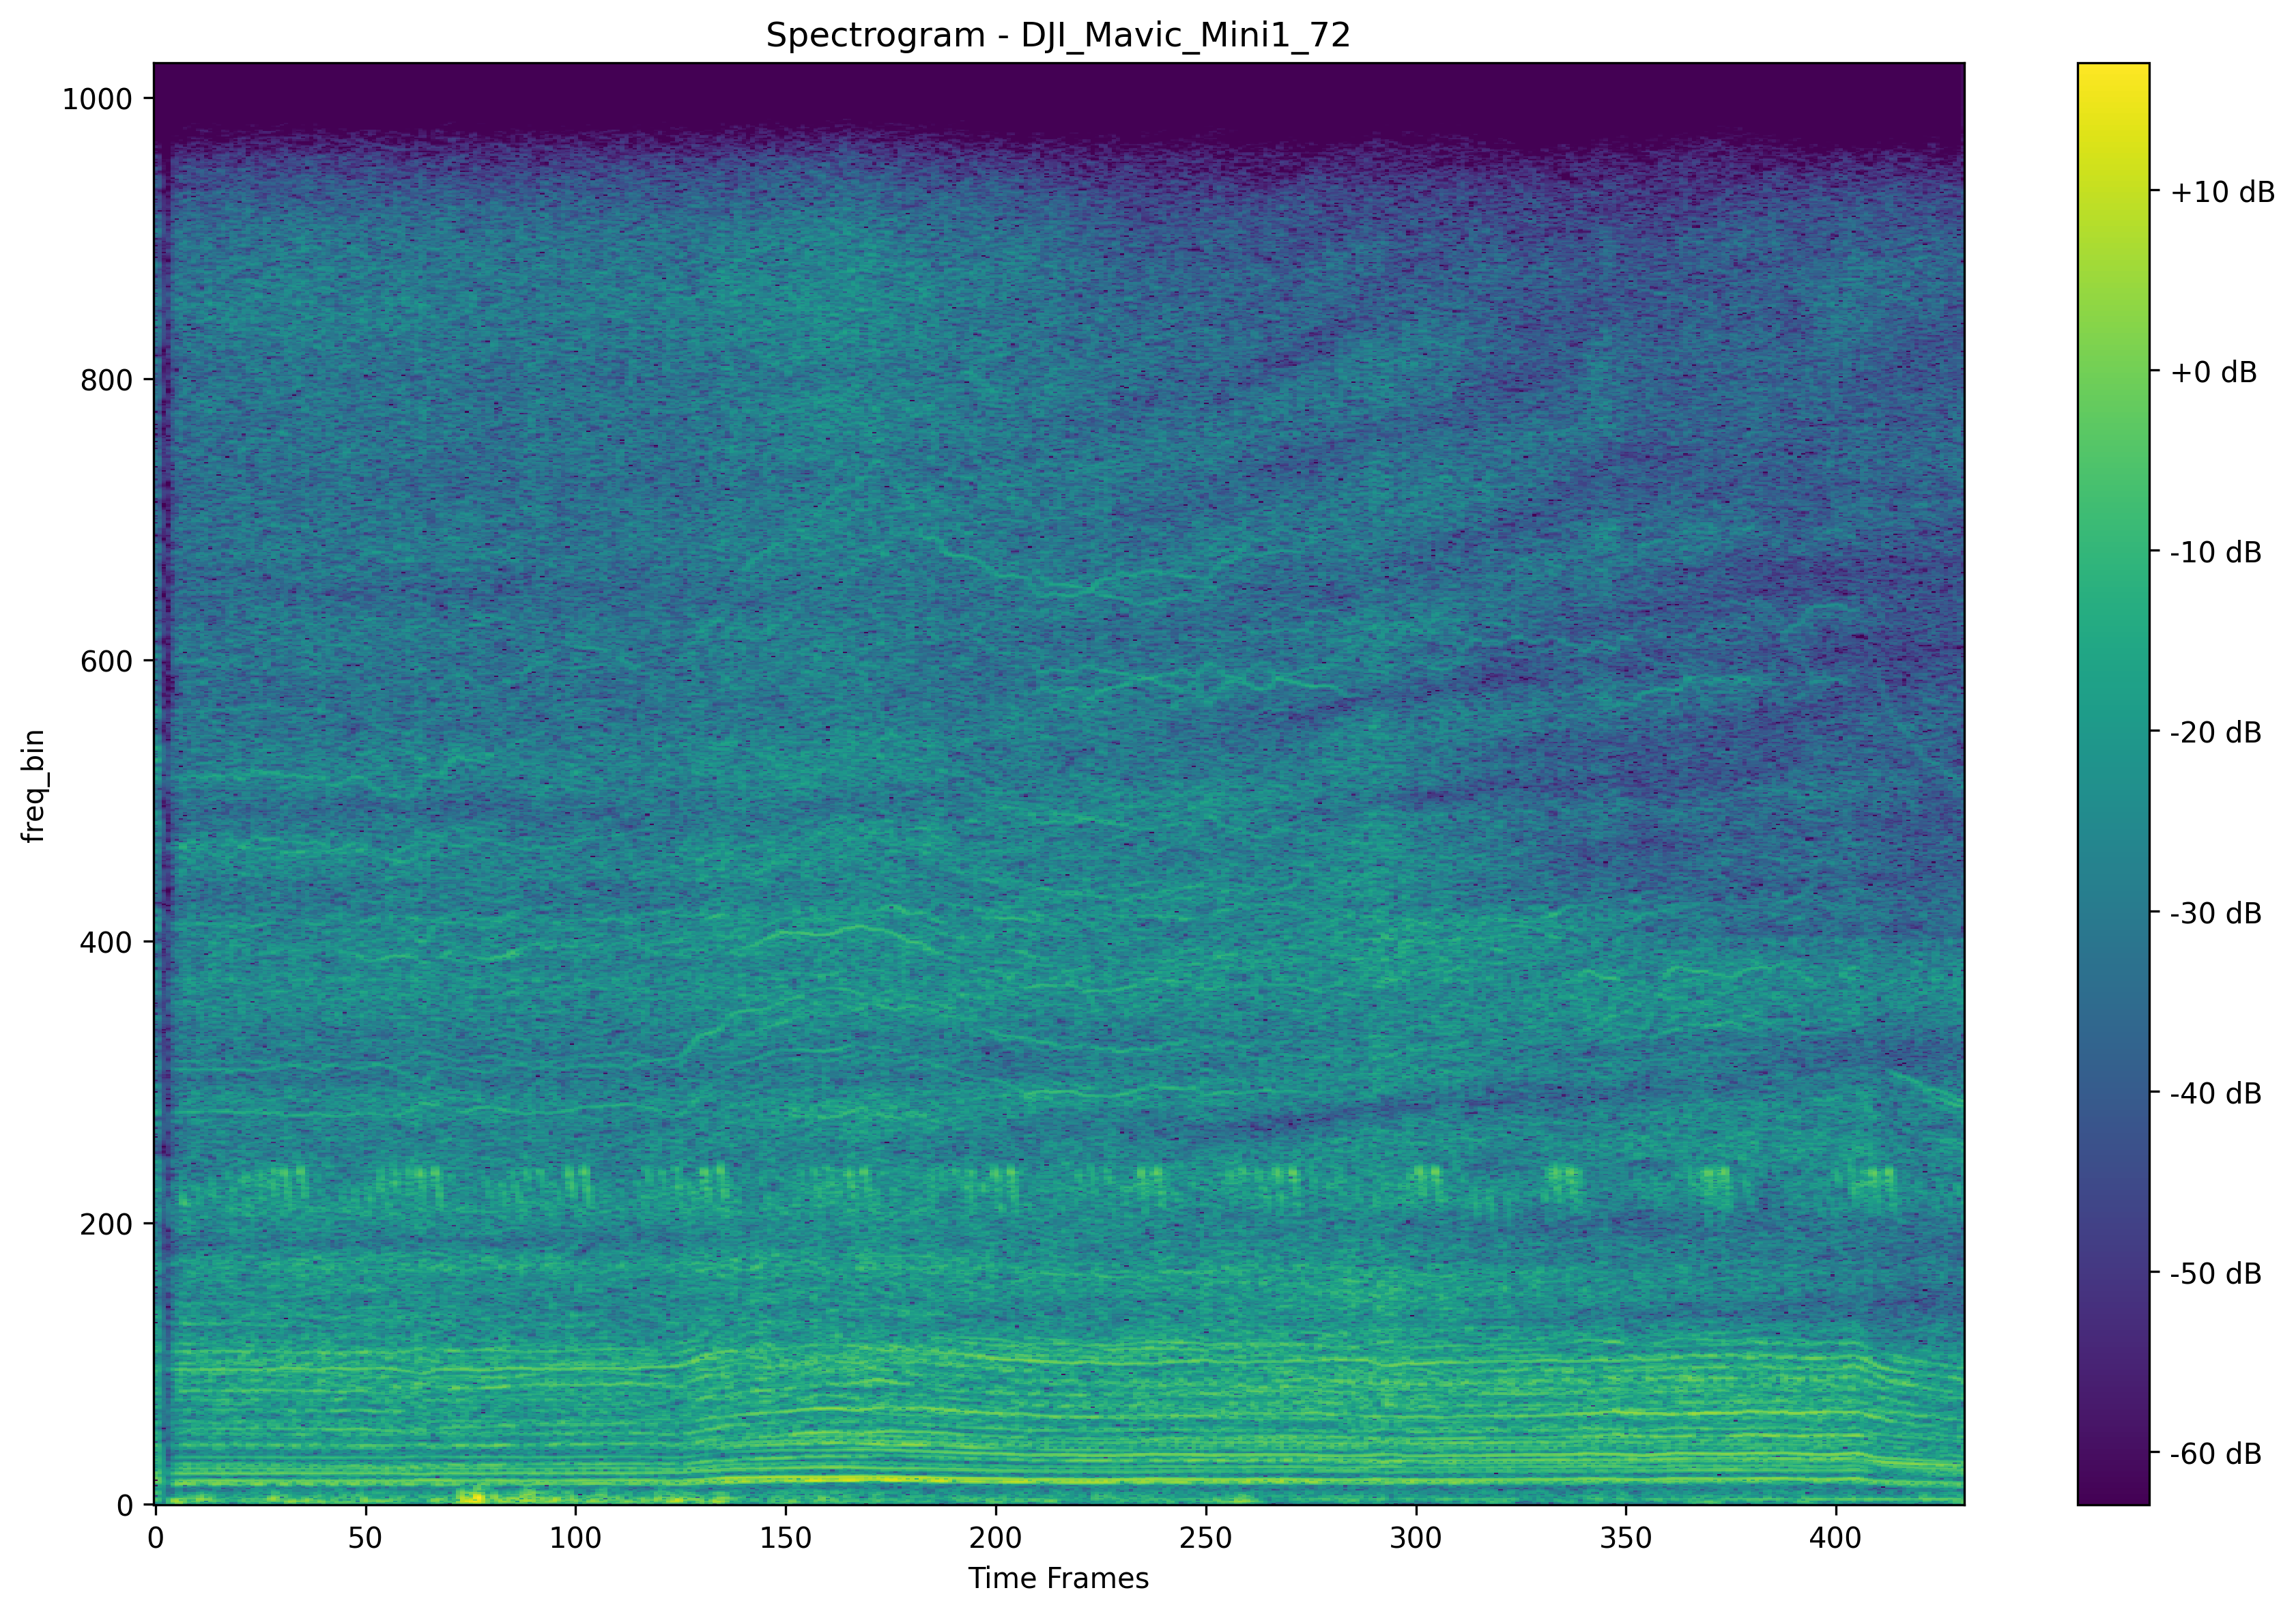 Spectrogram - DJI_Mavic_Mini1_72
1000
800
600
400
200
0
freq_bin
0 50 100 150 200 250 300 350 400
Time Frames
+10 dB
+0 dB
-10 dB
-20 dB
-30 dB
-40 dB
-50 dB
-60 dB